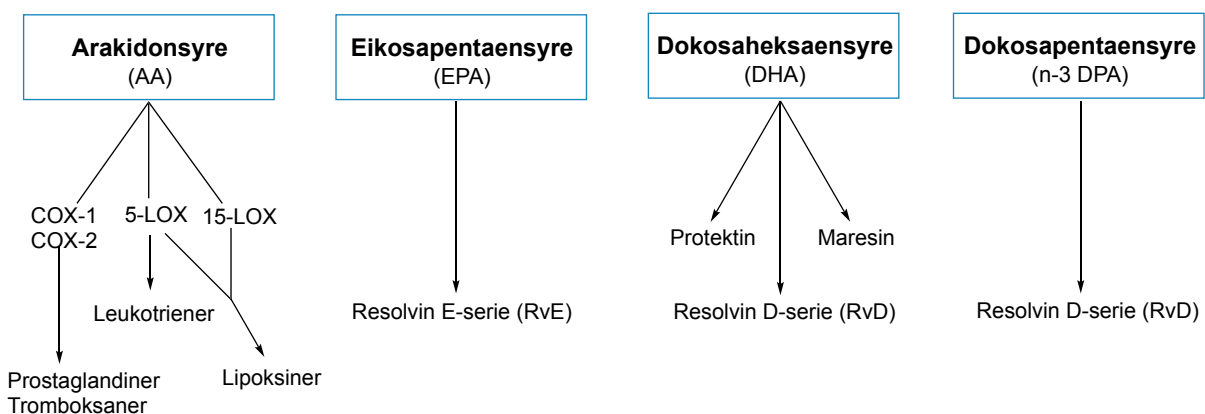 Arakidonsyre
(AA)
Eikosapentaensyre
(EPA)
Dokosaheksaensyre
(DHA)
Dokosapentaensyre
(n-3 DPA)
COX-1
COX-2
5-LOX
15-LOX
Leukotriener
Prostaglandiner
Tromboksaner
Lipoksiner
Resolvin E-serie (RvE)
Protektin
Maresin
Resolvin D-serie (RvD)
Resolvin D-serie (RvD)